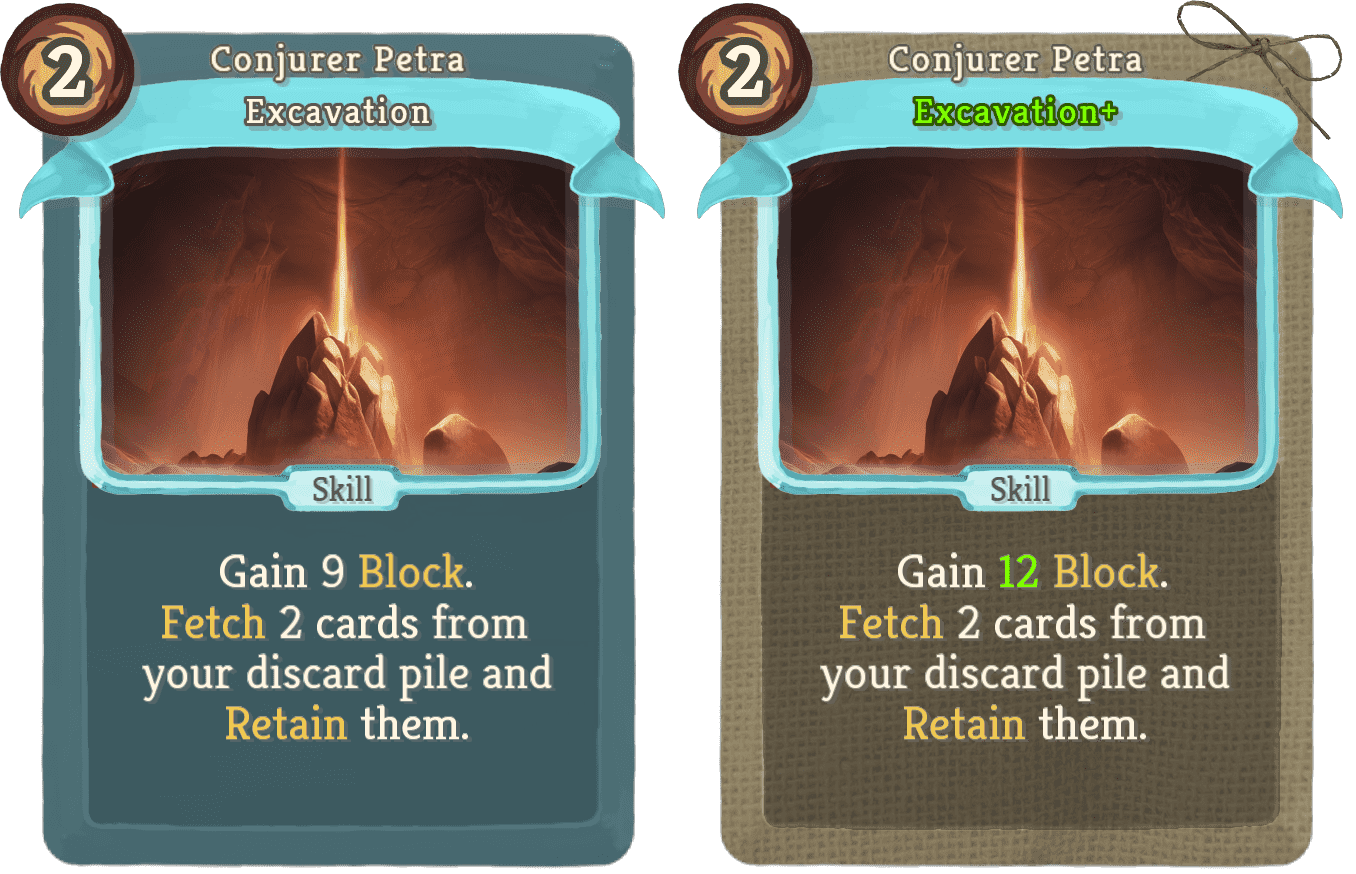 2
Conjurer Petra
Excavation
Skill
Gain 9 Block.
Fetch 2 cards from
your discard pile and
Retain them.
2
Conjurer Petra
Excavation+
Skill
Gain 12 Block.
Fetch 2 cards from
your discard pile and
Retain them.